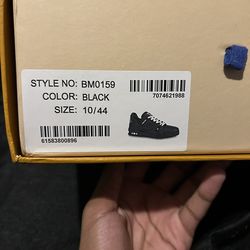 STYLE NO: BM0159
COLOR: BLACK
SIZE: 10/44
7074621988
61583800896